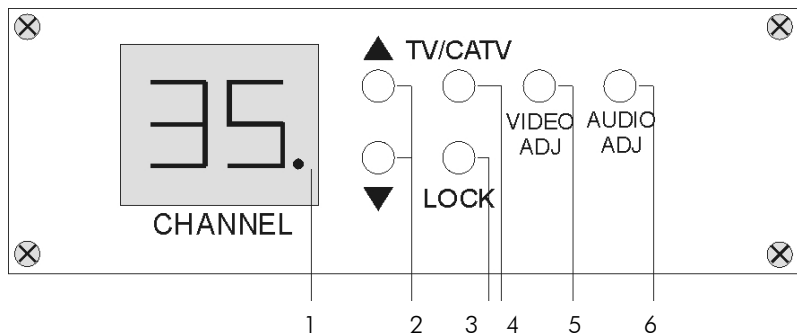 ▲ TV/CATV
35.
VIDEO ADJ
AUDIO ADJ
▼ LOCK
CHANNEL
1 2 3 4 5 6